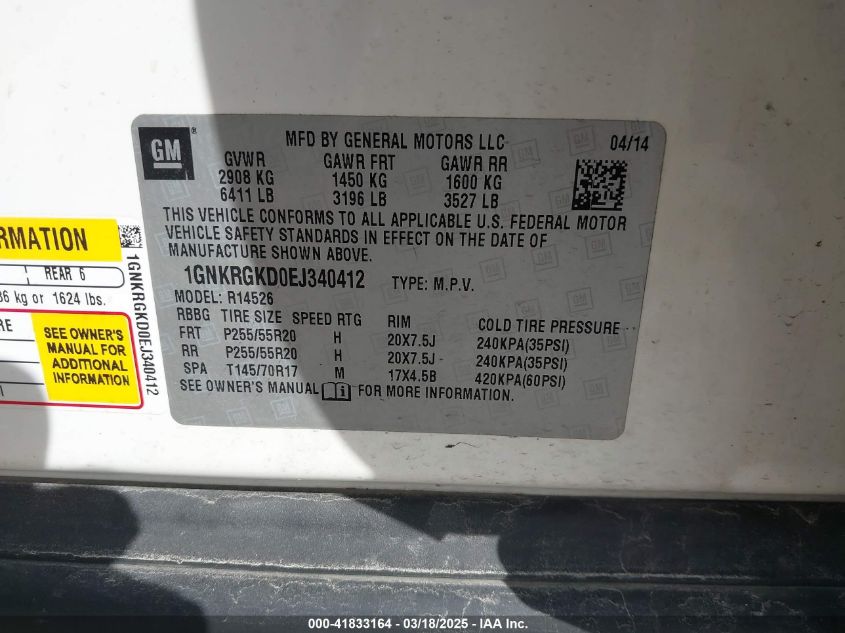 GM
MFD BY GENERAL MOTORS LLC 04/14
GVWR GAWR FRT GAWR RR
2908 KG 1450 KG 1600 KG
6411 LB 3196 LB 3527 LB
THIS VEHICLE CONFORMS TO ALL APPLICABLE U.S. FEDERAL MOTOR
VEHICLE SAFETY STANDARDS IN EFFECT ON THE DATE OF
MANUFACTURE SHOWN ABOVE.
1GNKRGKD0EJ340412 TYPE: M.P.V.
MODEL: R14526
RBBG TIRE SIZE SPEED RTG RIM COLD TIRE PRESSURE
FRT P255/55R20 H 20X7.5J 240KPA(35PSI)
RR P255/55R20 H 20X7.5J 240KPA(35PSI)
SPA T145/70R17 M 17X4.5B 420KPA(60PSI)
SEE OWNER'S MANUAL i FOR MORE INFORMATION.
REAR 6
kg or 1624 lbs.
SEE OWNER'S
MANUAL FOR
ADDITIONAL
INFORMATION
1GNKRGKD0EJ340412
000-41833164 / 03/18/2025 - IAA Inc.